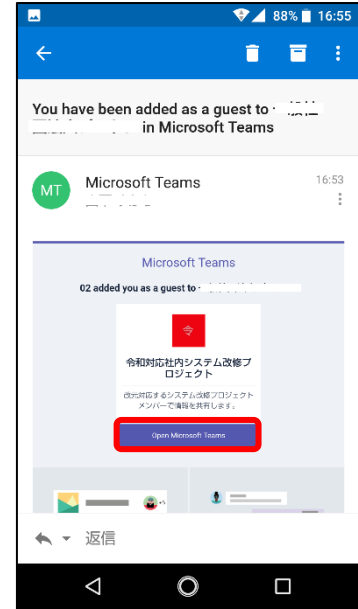 88% 16:55
You have been added as a guest to
in Microsoft Teams
MT
Microsoft Teams
16:53
Microsoft Teams
02 added you as a guest to
令
令和対応社内システム改修プ
ロジェクト
改元対応するシステム改修プロジェクト
メンバーで情報を共有します。
Open Microsoft Teams
返信